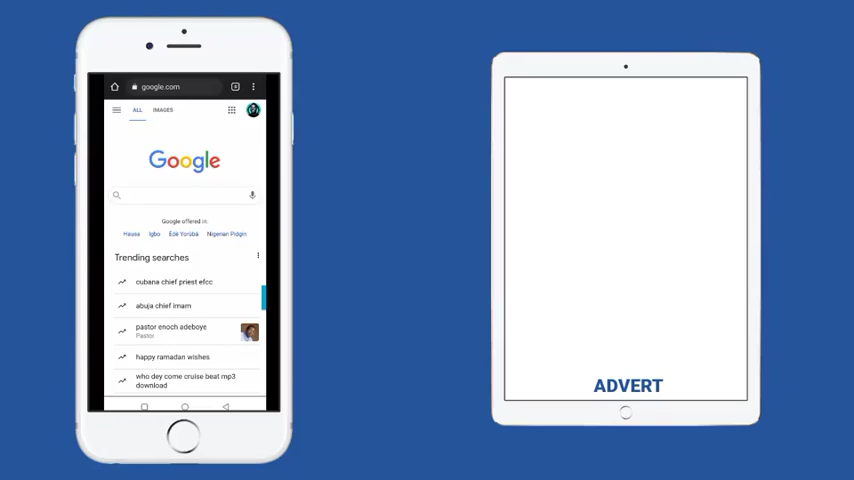 google.com
ALL IMAGES
Google
Google offered in:
Hausa Igbo Èdè Yorùbá Nigerian Pidgin
Trending searches
cubana chief priest efcc
abuja chief imam
pastor enoch adeboye
Pastor
happy ramadan wishes
who dey come cruise beat mp3
download
ADVERT